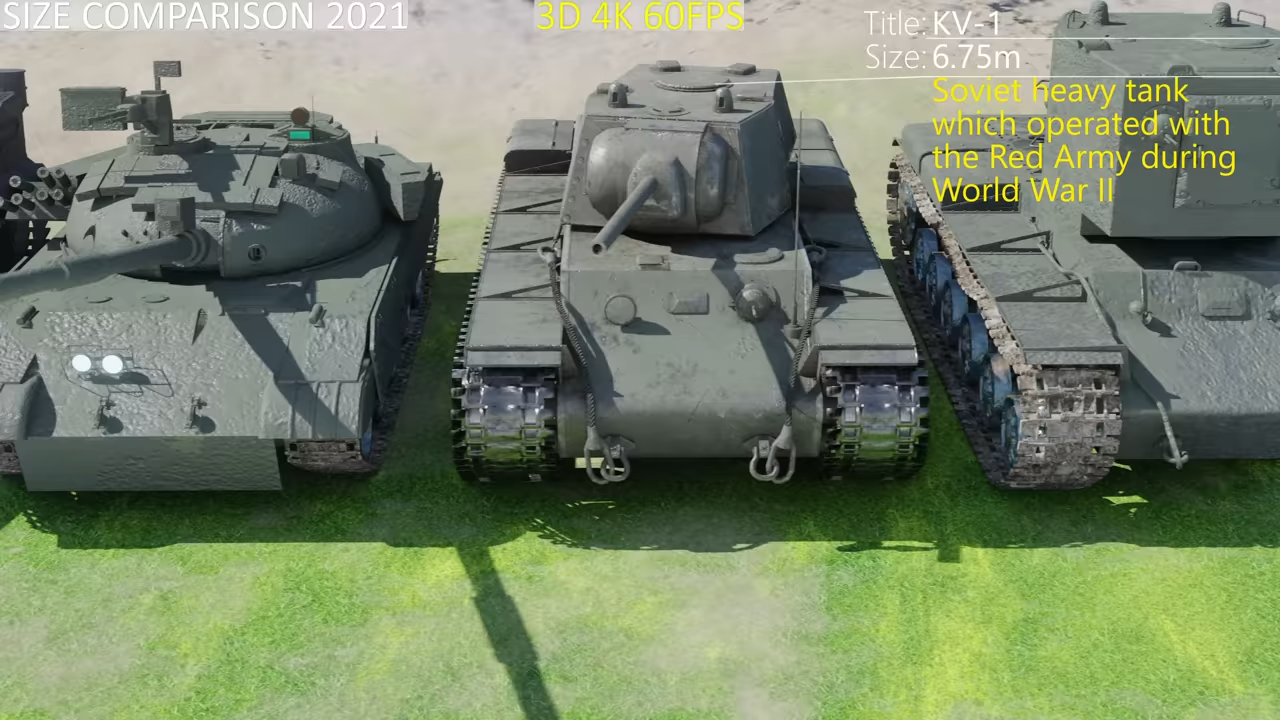 SIZE COMPARISON 2021
3D 4K 60FPS
Title: KV-1
Size: 6.75m
Soviet heavy tank
which operated with
the Red Army during
World War II